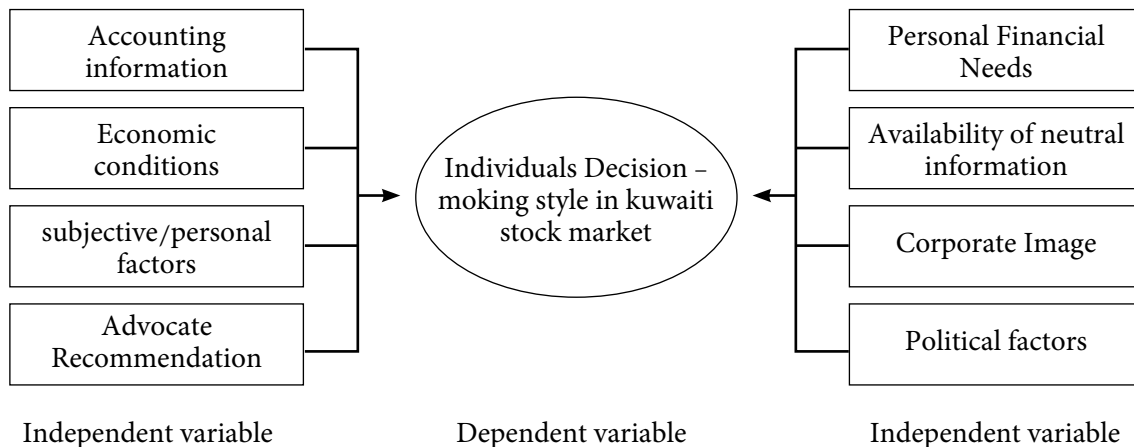 Accounting
information
Economic
conditions
subjective/personal
factors
Advocate
Recommendation
Individuals Decision –
moking style in kuwaiti
stock market
Personal Financial
Needs
Availability of neutral
information
Corporate Image
Political factors
Independent variable
Dependent variable
Independent variable